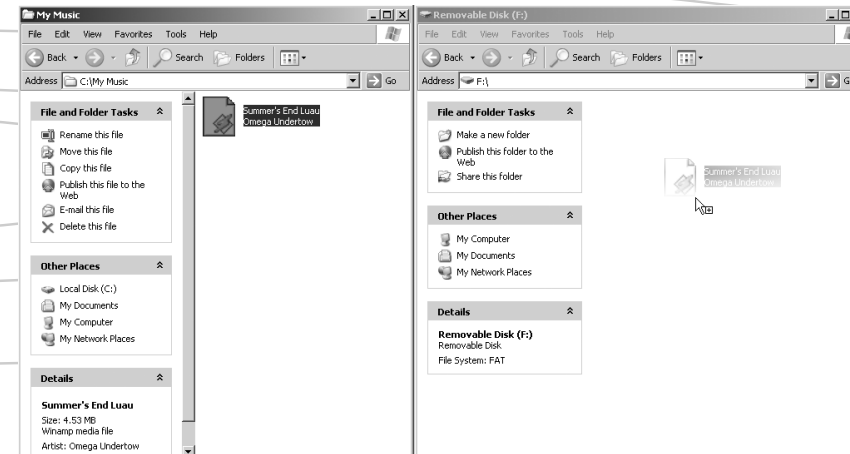 My Music
File Edit View Favorites Tools Help
Back Search Folders
Address C:\My Music Go
File and Folder Tasks
Rename this file
Move this file
Copy this file
Publish this file to the
Web
E-mail this file
Delete this file
Other Places
Local Disk (C:)
My Documents
My Computer
My Network Places
Details
Summer's End Luau
Size: 4.53 MB
Winamp media file
Artist: Omega Undertow
Summer's End Luau
Omega Undertow
Removable Disk (F:)
File Edit View Favorites Tools Help
Back Search Folders
Address F:\ G
File and Folder Tasks
Make a new folder
Publish this folder to the
Web
Share this folder
Other Places
My Computer
My Documents
My Network Places
Details
Removable Disk (F:)
Removable Disk
File System: FAT
Summer's End Luau
Omega Undertow